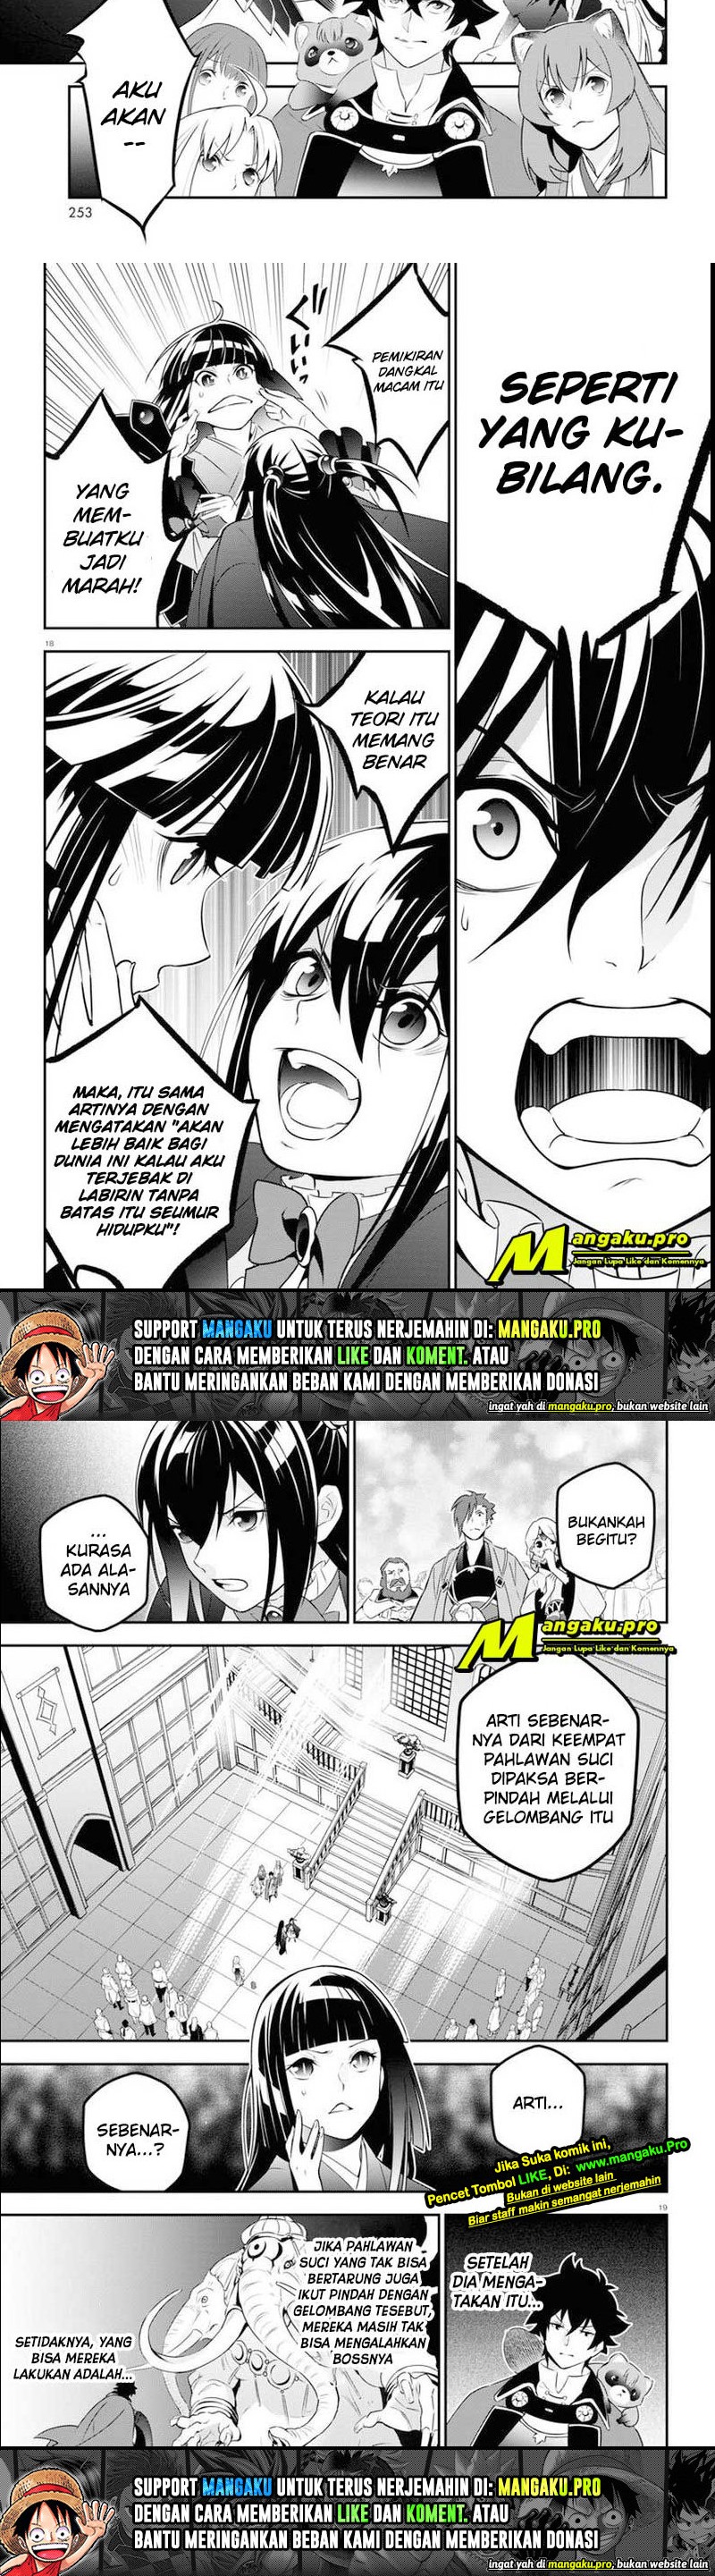 AKU
AKAN
--
253
SEPERTI
YANG KU-
BILANG.
PEMIKIRAN
DANGKAL
MACAM ITU
YANG
MEM-
BUATKU
JADI
MARAH!
18
KALAU
TEORI ITU
MEMANG
BENAR
MAKA, ITU SAMA
ARTINYA DENGAN
MENGATAKAN "AKAN
LEBIH BAIK BAGI
DUNIA INI KALAU AKU
TERJEBAK DI
LABIRIN TANPA
BATAS ITU SEUMUR
HIDUPKU"!
Mangaku.pro
Jangan Lupa Like dan Komennya
SUPPORT MANGAKU UNTUK TERUS NERJEMAHIN DI: MANGAKU.PRO
DENGAN CARA MEMBERIKAN LIKE DAN KOMENT. ATAU
BANTU MERINGANKAN BEBAN KAMI DENGAN MEMBERIKAN DONASI
ingat yah di mangaku.pro, bukan website lain
BUKANKAH
BEGITU?
...
KURASA
ADA ALA-
SANNYA
Mangaku.pro
Jangan Lupa Like dan Komennya
ARTI SEBENAR-
NYA DARI KEEMPAT
PAHLAWAN SUCI
DIPAKSA BER-
PINDAH MELALUI
GELOMBANG ITU
ARTI...
SEBENAR-
NYA...?
Jika Suka komik ini,
Pencet Tombol LIKE, Di: www.mangaku.Pro
Bukan di website lain
Biar staff makin semangat nerjemahin
19
SETELAH
DIA MENGA-
TAKAN ITU...
JIKA PAHLAWAN
SUCI YANG TAK BISA
BERTARUNG JUGA
IKUT PINDAH DENGAN
GELOMBANG TESEBUT,
MEREKA MASIH TAK
BISA MENGALAHKAN
BOSSNYA
SETIDAKNYA, YANG
BISA MEREKA
LAKUKAN ADALAH...
SUPPORT MANGAKU UNTUK TERUS NERJEMAHIN DI: MANGAKU.PRO
DENGAN CARA MEMBERIKAN LIKE DAN KOMENT. ATAU
BANTU MERINGANKAN BEBAN KAMI DENGAN MEMBERIKAN DONASI
ingat yah di mangaku.pro, bukan website lain